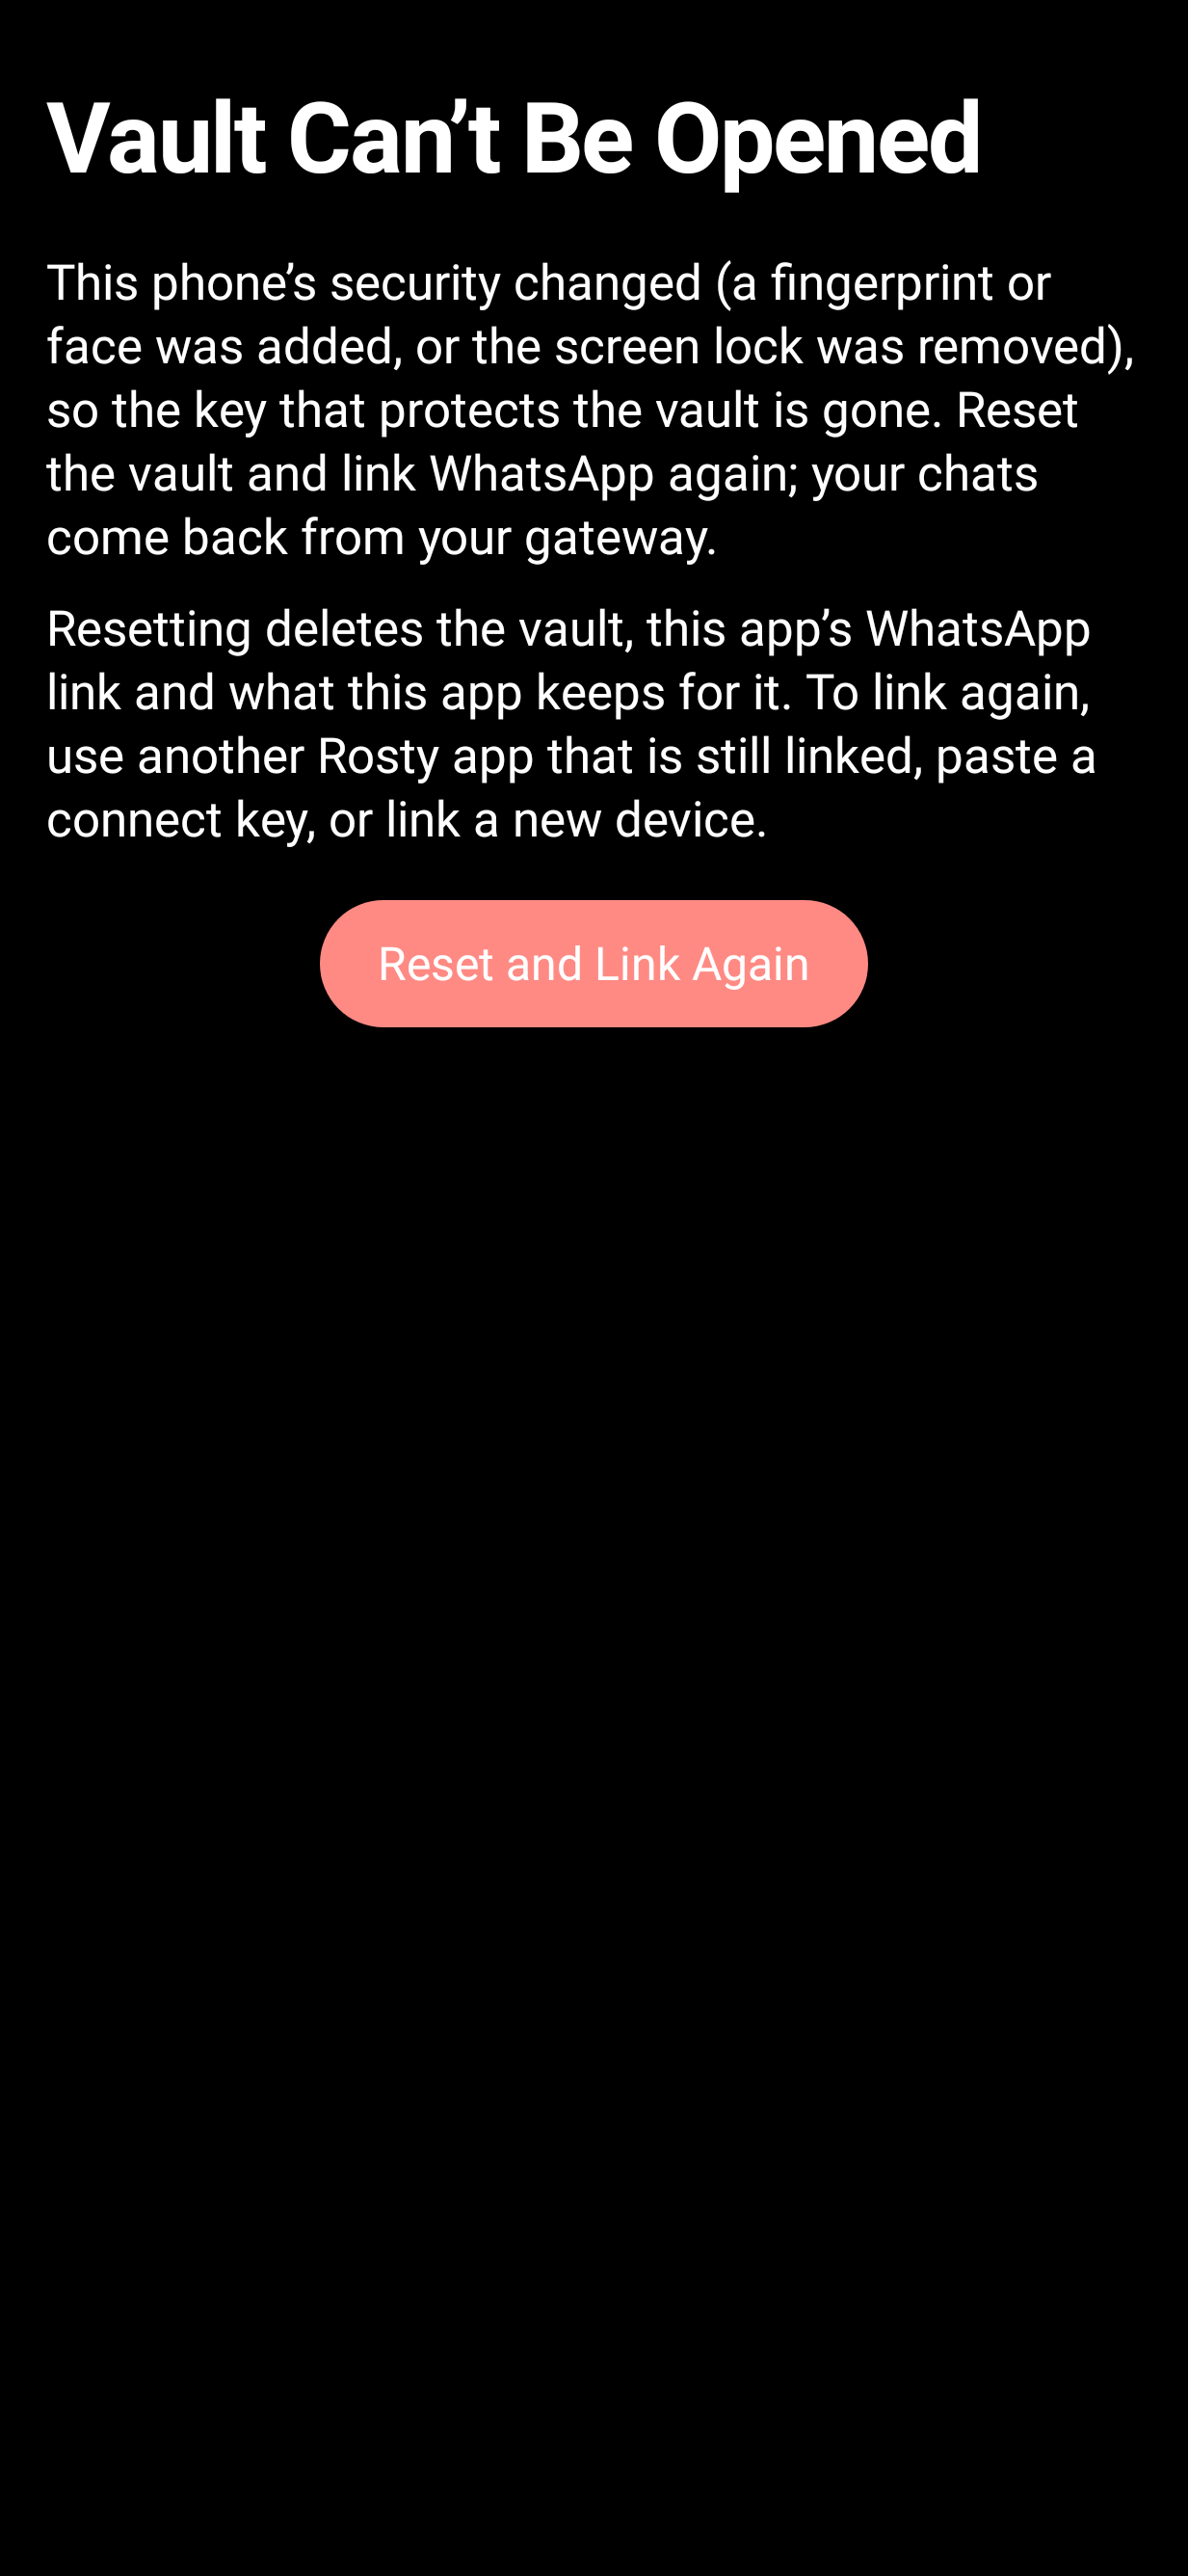 Vault Can’t Be Opened
This phone’s security changed (a fingerprint or
face was added, or the screen lock was removed),
so the key that protects the vault is gone. Reset
the vault and link WhatsApp again; your chats
come back from your gateway.
Resetting deletes the vault, this app’s WhatsApp
link and what this app keeps for it. To link again,
use another Rosty app that is still linked, paste a
connect key, or link a new device.
Reset and Link Again